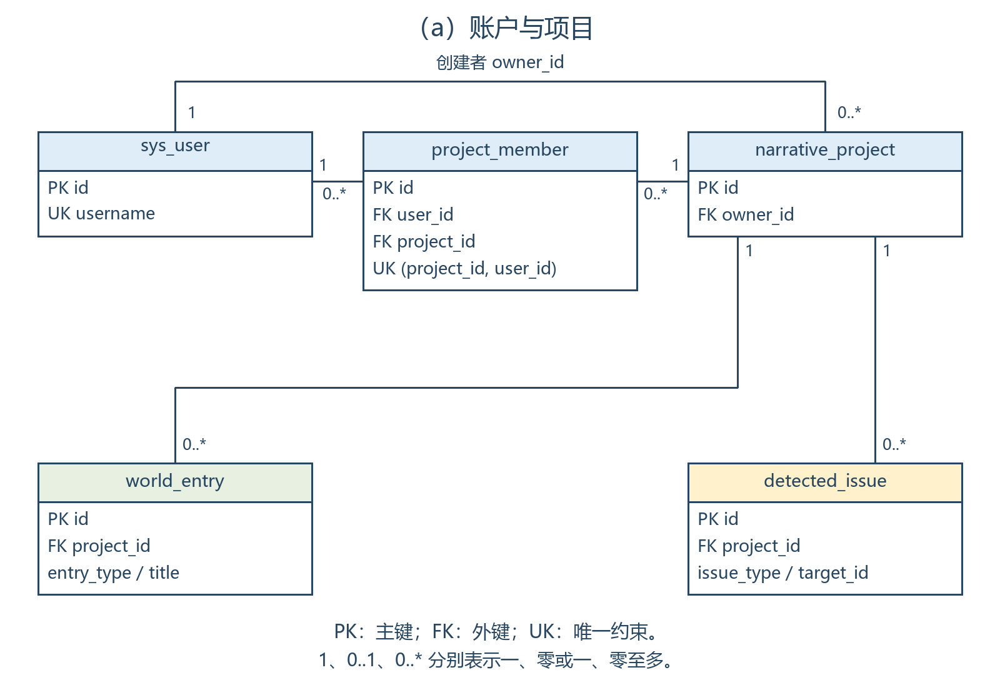 （a）账户与项目
创建者 owner_id
1
0..*
sys_user
PK id
UK username
1
0..*
project_member
PK id
FK user_id
FK project_id
UK (project_id, user_id)
1
0..*
narrative_project
PK id
FK owner_id
1
1
0..*
0..*
world_entry
PK id
FK project_id
entry_type / title
detected_issue
PK id
FK project_id
issue_type / target_id
PK：主键；FK：外键；UK：唯一约束。
1、0..1、0..* 分别表示一、零或一、零至多。